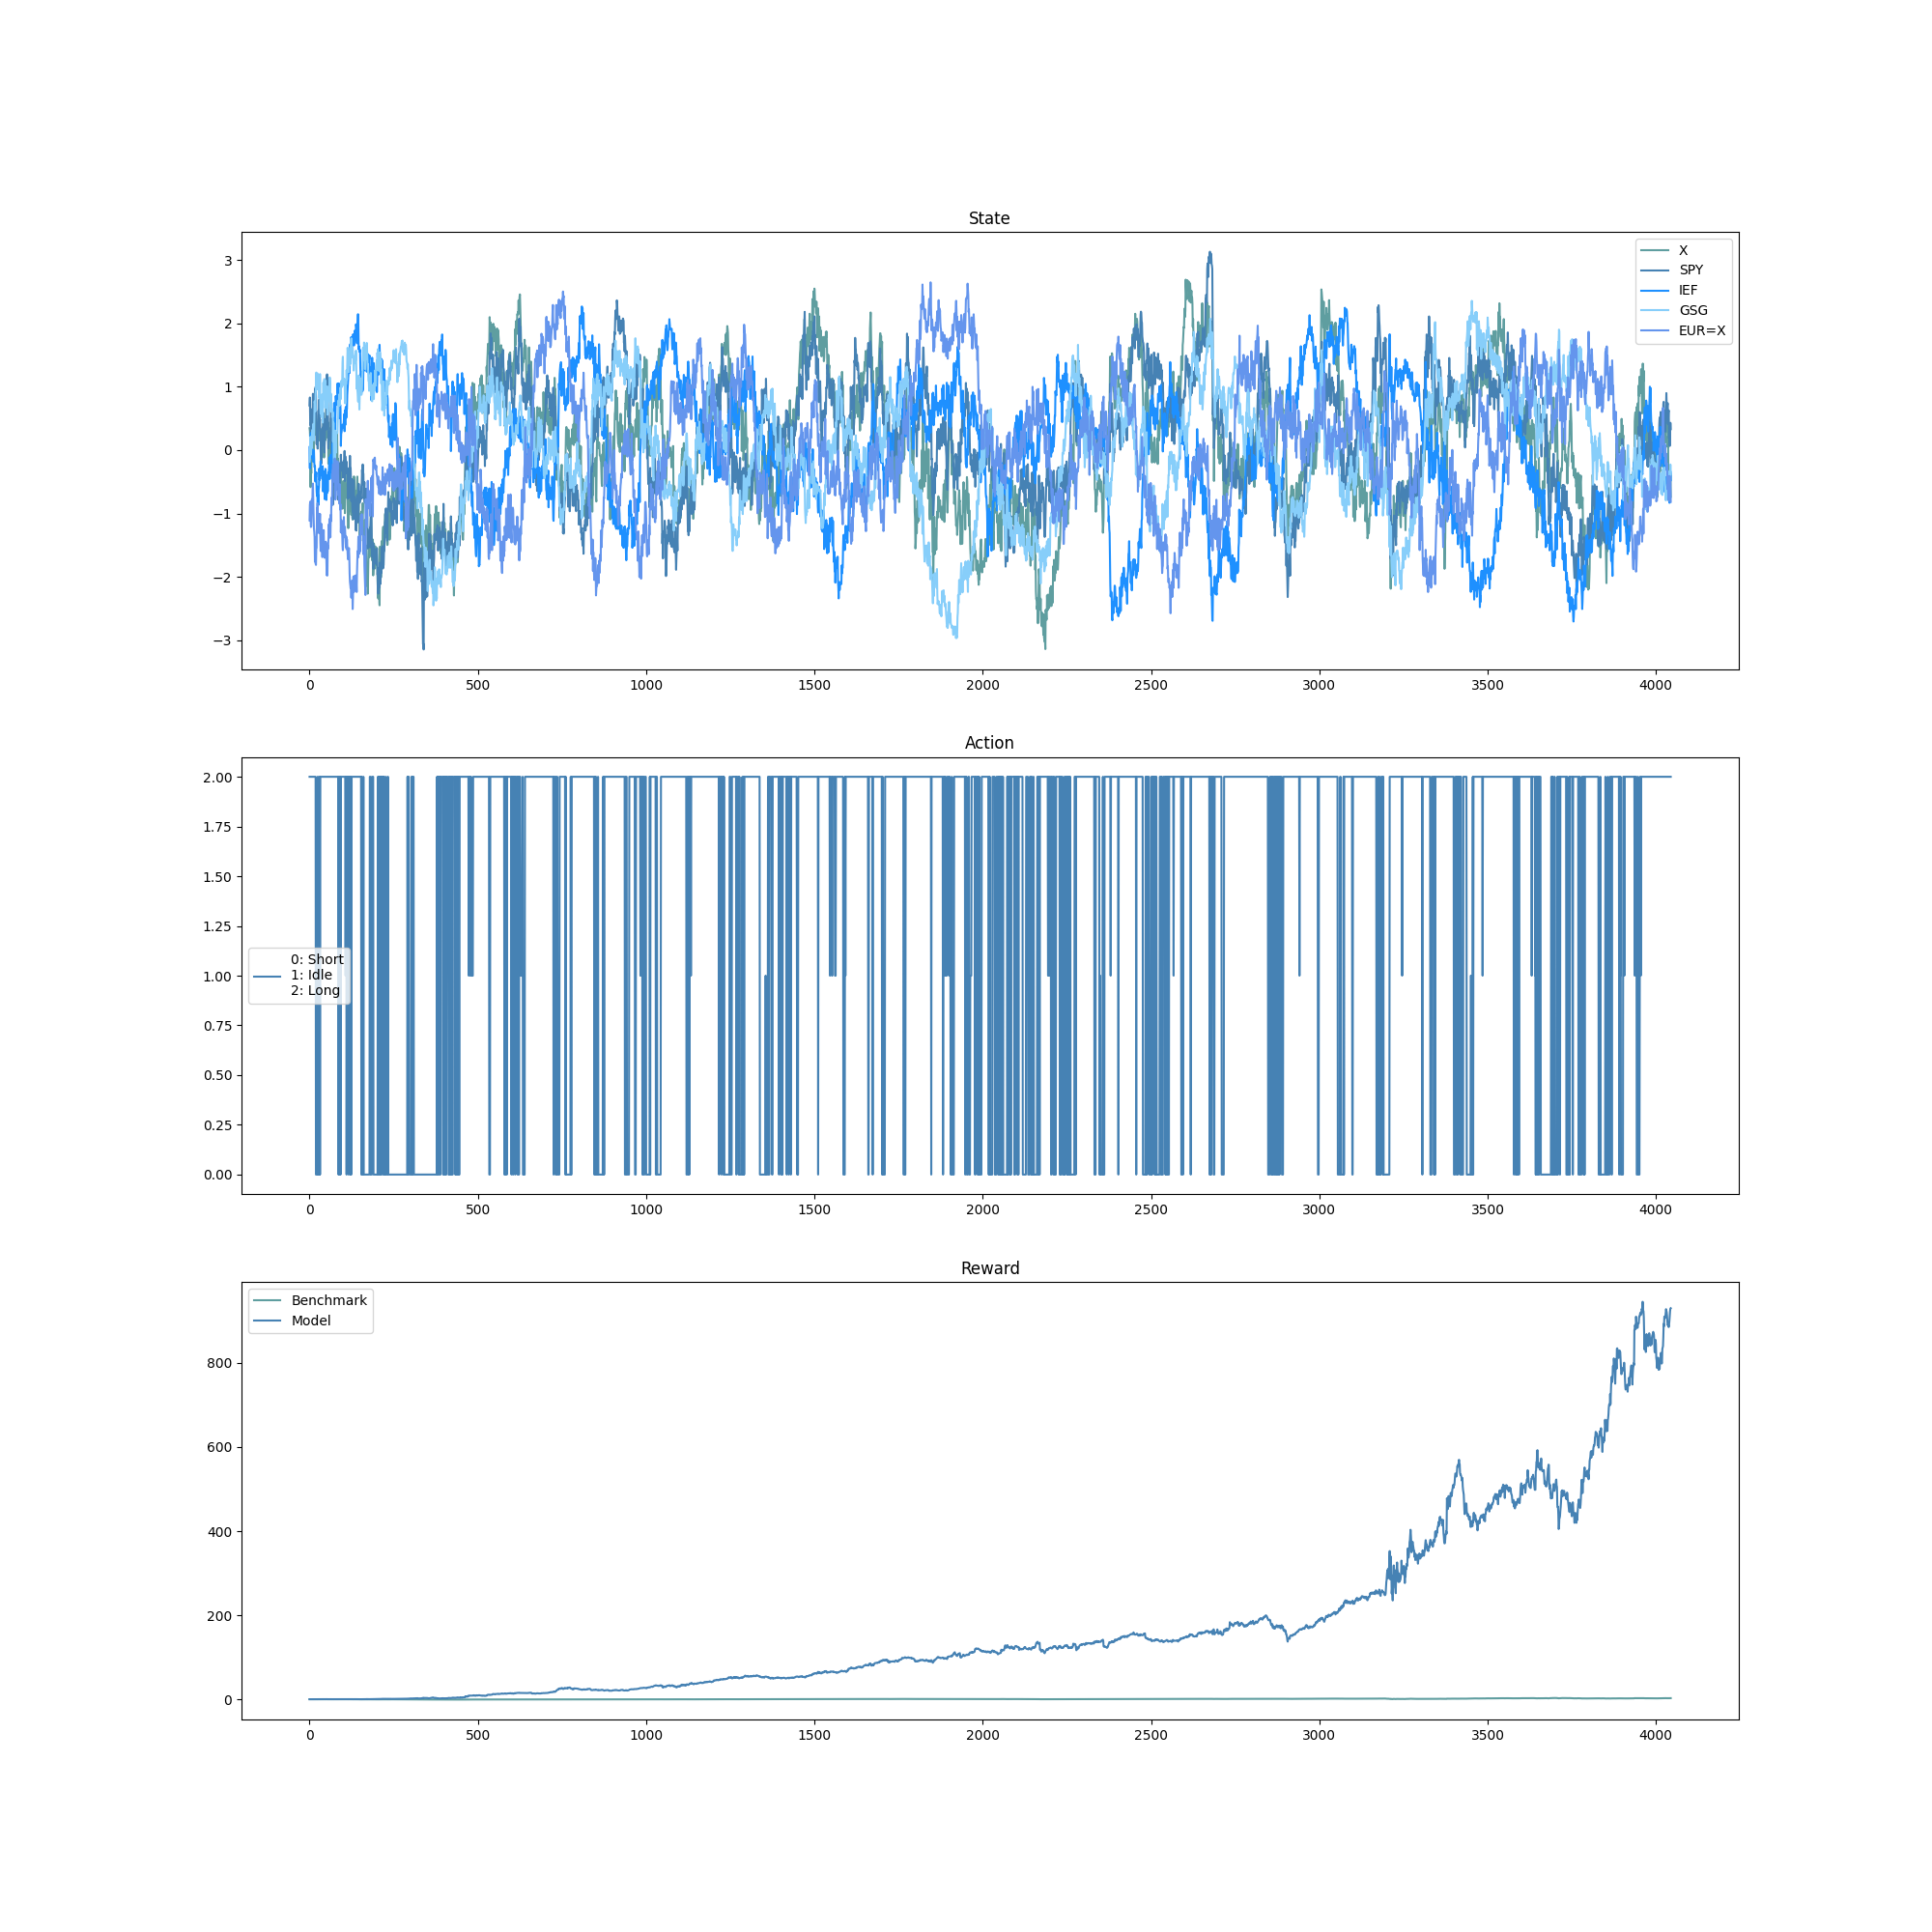 State
3
2
1
0
−1
−2
−3
X
SPY
IEF
GSG
EUR=X
0 500 1000 1500 2000 2500 3000 3500 4000
Action
2.00
1.75
1.50
1.25
1.00
0.75
0.50
0.25
0.00
0: Short
1: Idle
2: Long
0 500 1000 1500 2000 2500 3000 3500 4000
Reward
Benchmark
Model
800
600
400
200
0
0 500 1000 1500 2000 2500 3000 3500 4000